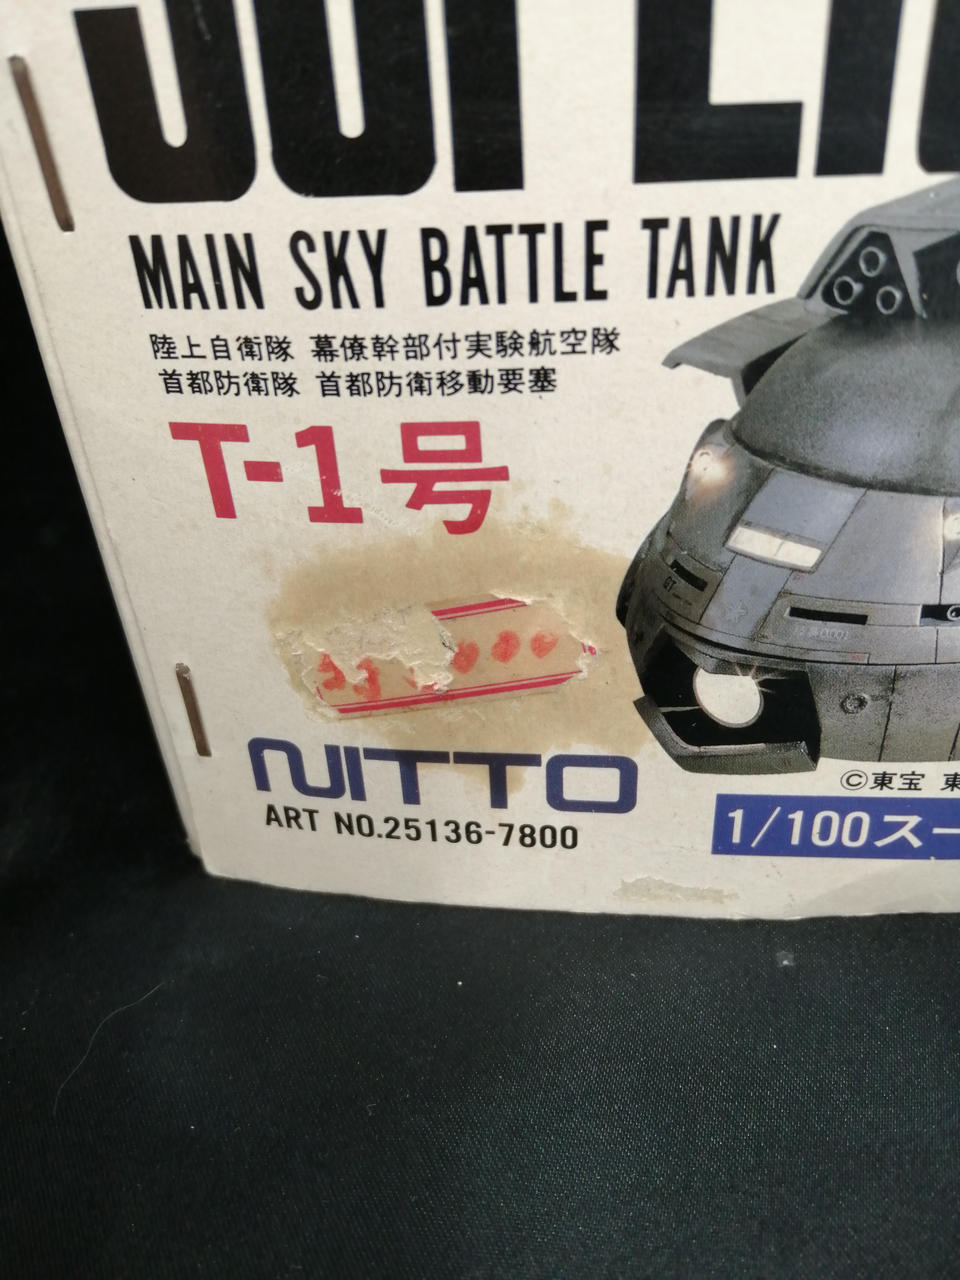 MAIN SKY BATTLE TANK
陸上自衛隊 幕僚幹部付実験航空隊
首都防衛隊 首都防衛移動要塞
T-1号
NITTO
ART NO.25136-7800
©東宝
1/100スー